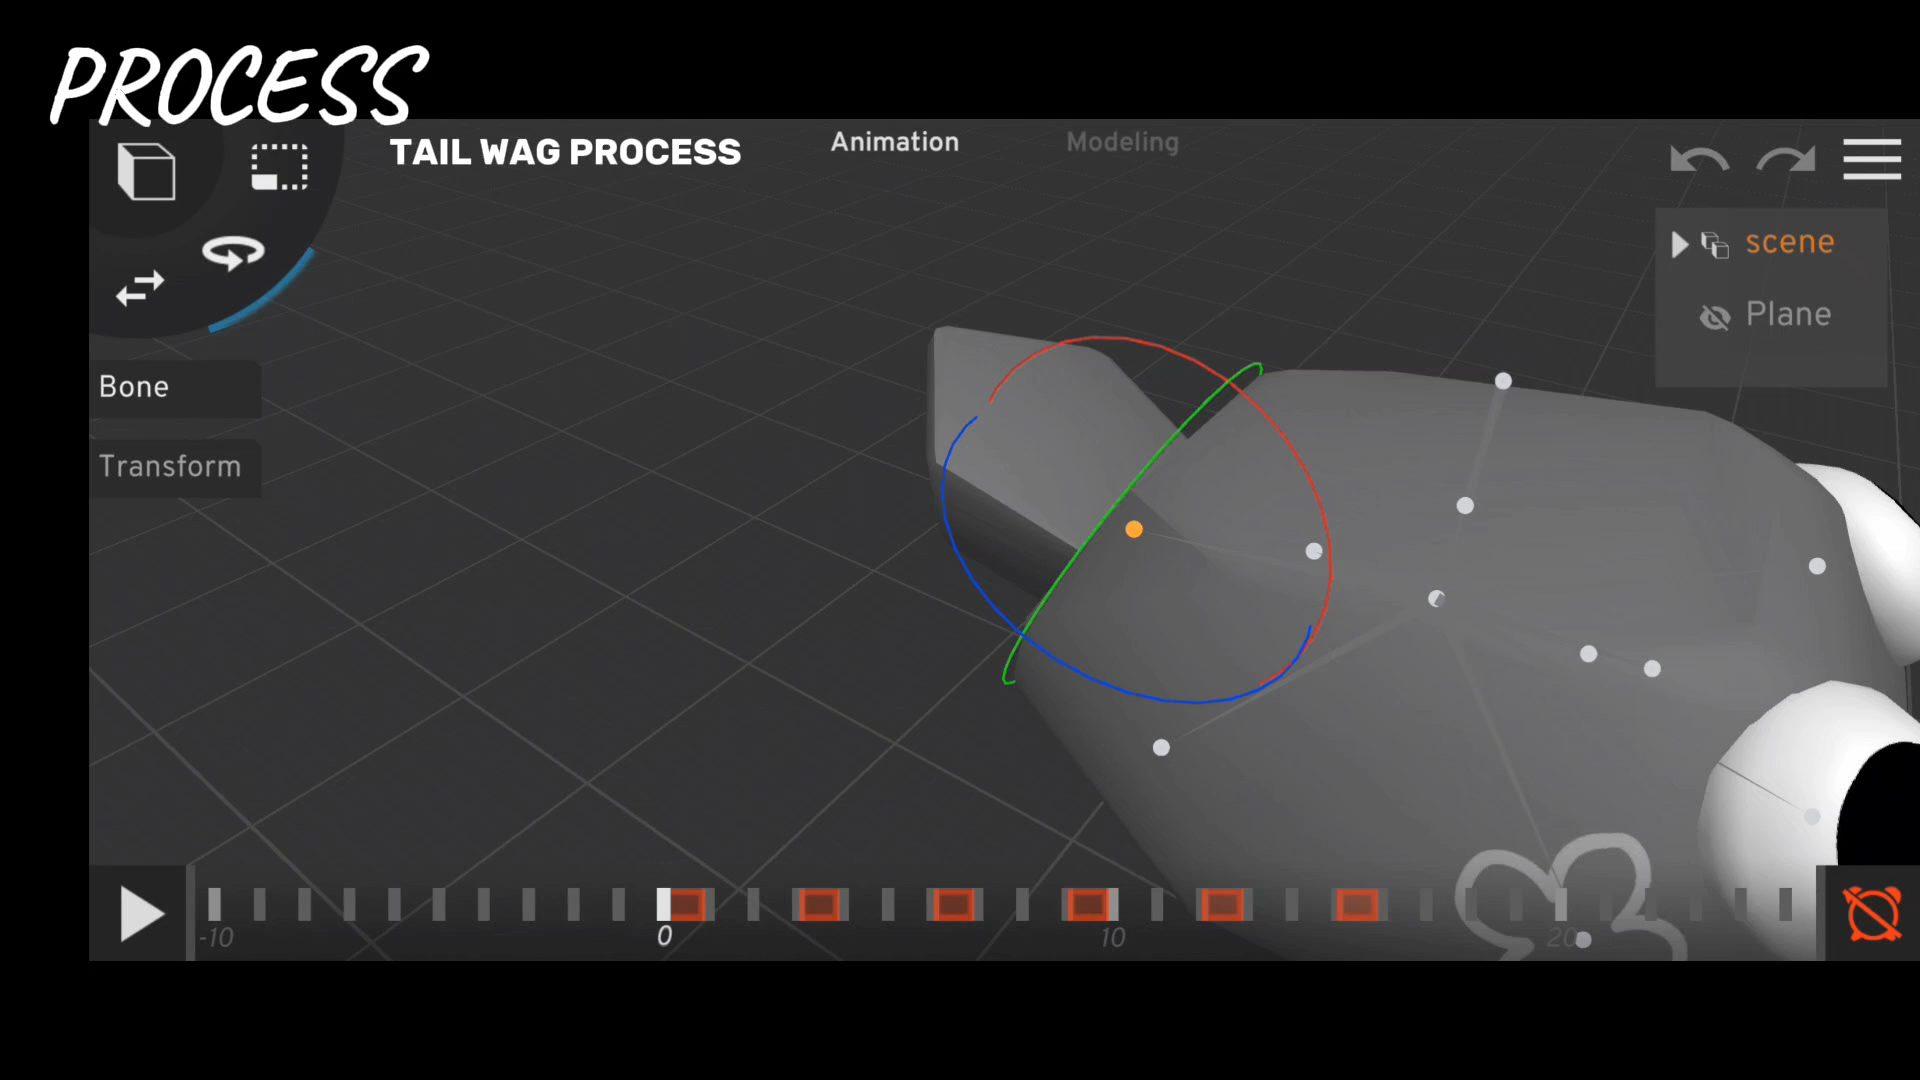 PROCESS
TAIL WAG PROCESS
Animation
Modeling
scene
Plane
Bone
Transform
-10
0
10
20